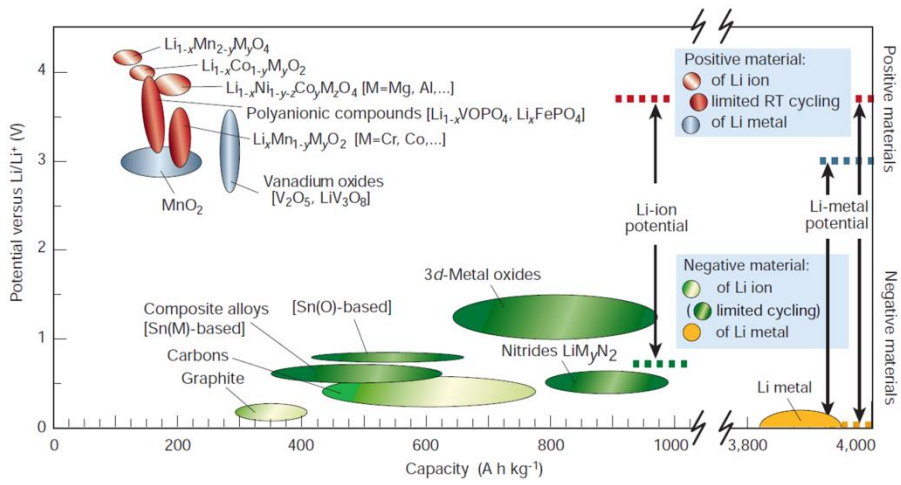 Li1-xMn2-yMyO4
Li1-xCo1-yMyO2
Li1-xNi1-y-zCoyMzO4 [M=Mg, Al,...]
Polyanionic compounds [Li1-xVOPO4, LixFePO4]
LixMn1-yMyO2 [M=Cr, Co,...]
MnO2
Vanadium oxides
[V2O5, LiV3O8]
Positive material:
of Li ion
limited RT cycling
of Li metal
Li-ion
potential
Li-metal
potential
Negative material:
of Li ion
(limited cycling)
of Li metal
3d-Metal oxides
Composite alloys
[Sn(M)-based]
[Sn(O)-based]
Carbons
Graphite
Nitrides LiMyN2
Li metal
Positive materials
Negative materials
Potential versus Li/Li+ (V)
4
3
2
1
0
0
200
400
600
800
1000
3,800
4,000
Capacity (A h kg-1)